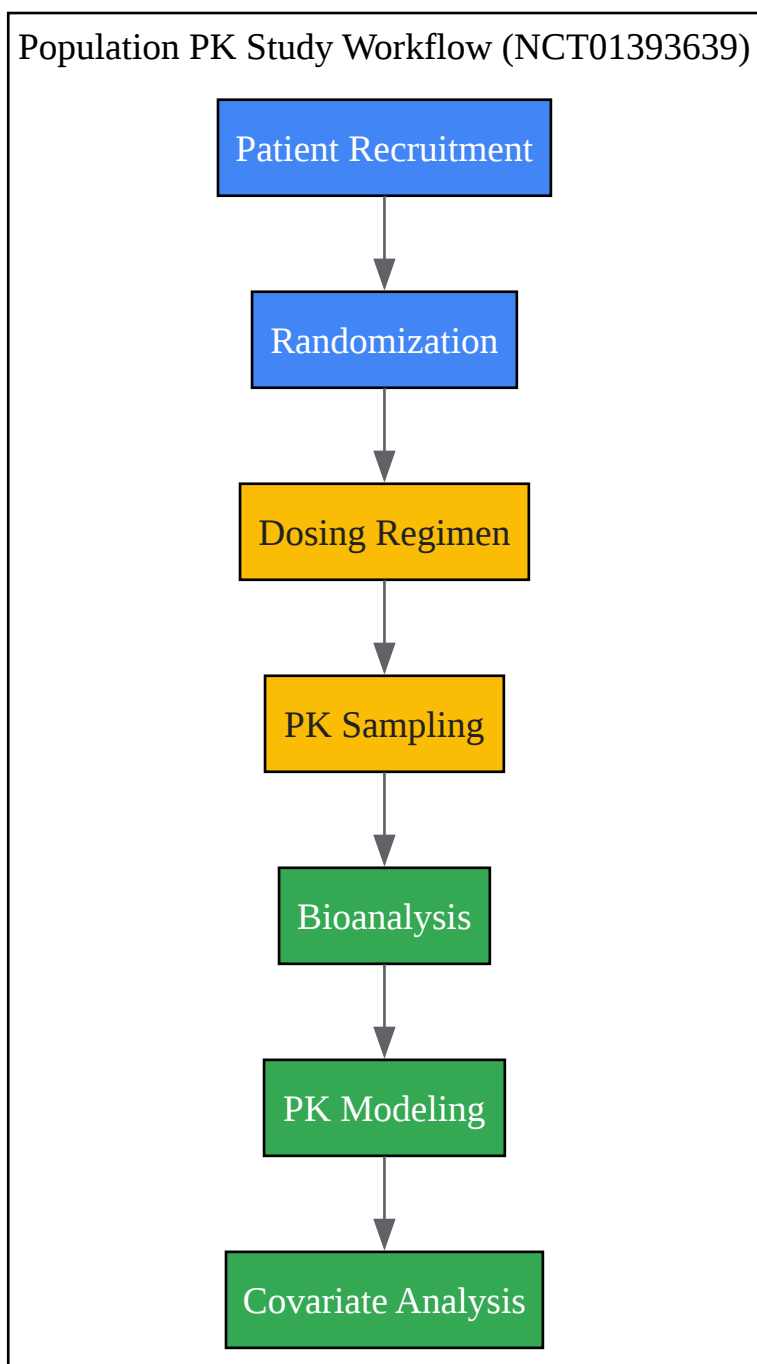 Population PK Study Workflow (NCT01393639)
Patient Recruitment
Randomization
Dosing Regimen
PK Sampling
Bioanalysis
PK Modeling
Covariate Analysis